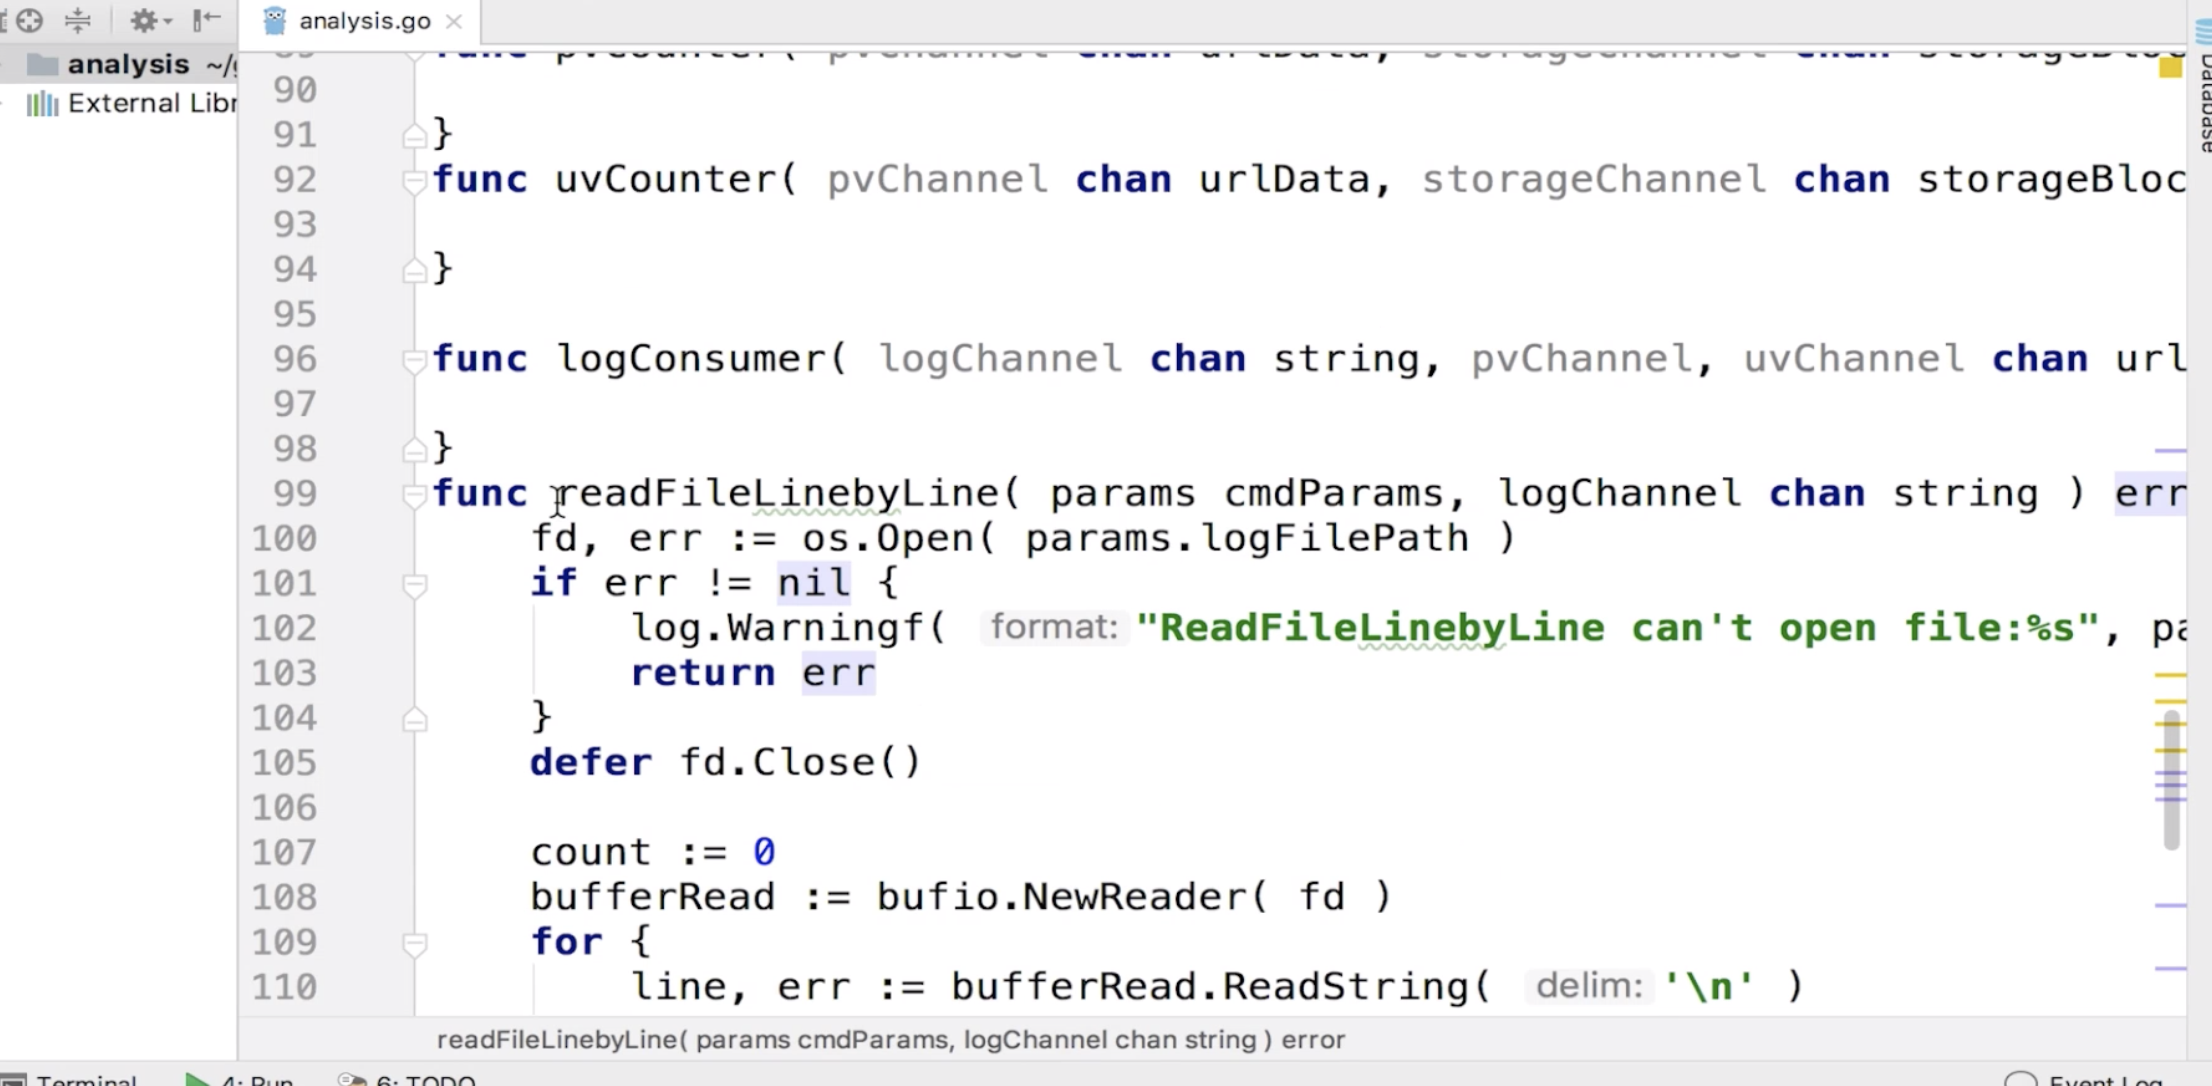 analysis.go
analysis ~/
External Libr
Database
89 func pvCounter( pvChannel chan urlData, storageChannel chan storageBloc
90
91 }
92 func uvCounter( pvChannel chan urlData, storageChannel chan storageBloc
93
94 }
95
96 func logConsumer( logChannel chan string, pvChannel, uvChannel chan url
97
98 }
99 func readFileLinebyLine( params cmdParams, logChannel chan string ) err
100 fd, err := os.Open( params.logFilePath )
101 if err != nil {
102 log.Warningf( format: "ReadFileLinebyLine can't open file:%s", pa
103 return err
104 }
105 defer fd.Close()
106
107 count := 0
108 bufferRead := bufio.NewReader( fd )
109 for {
110 line, err := bufferRead.ReadString( delim: '\n' )
readFileLinebyLine( params cmdParams, logChannel chan string ) error
Terminal 4: Run 6: TODO Event Log